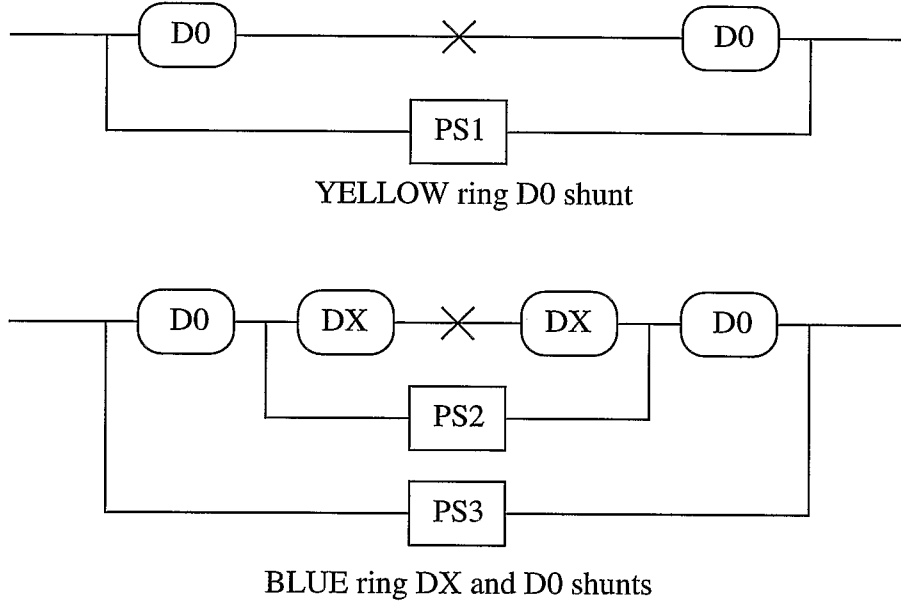 D0 D0
PS1
YELLOW ring D0 shunt
D0 DX DX D0
PS2
PS3
BLUE ring DX and D0 shunts